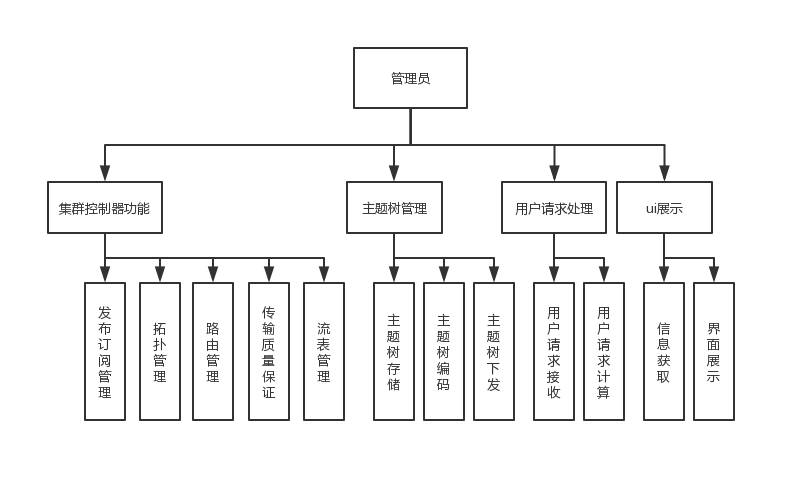 管理员
集群控制器功能
主题树管理
用户请求处理
ui展示
发布订阅管理
拓扑管理
路由管理
传输质量保证
流表管理
主题树存储
主题树编码
主题树下发
用户请求接收
用户请求计算
信息获取
界面展示